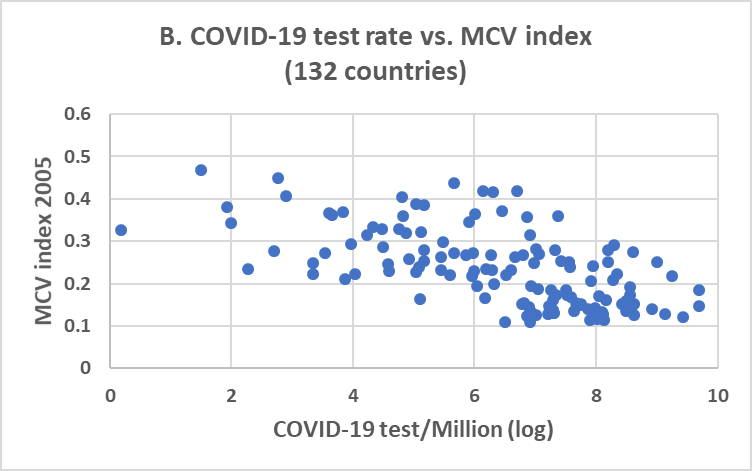 B. COVID-19 test rate vs. MCV index
(132 countries)
0.6
0.5
0.4
0.3
0.2
0.1
0
MCV index 2005
0 2 4 6 8 10
COVID-19 test/Million (log)